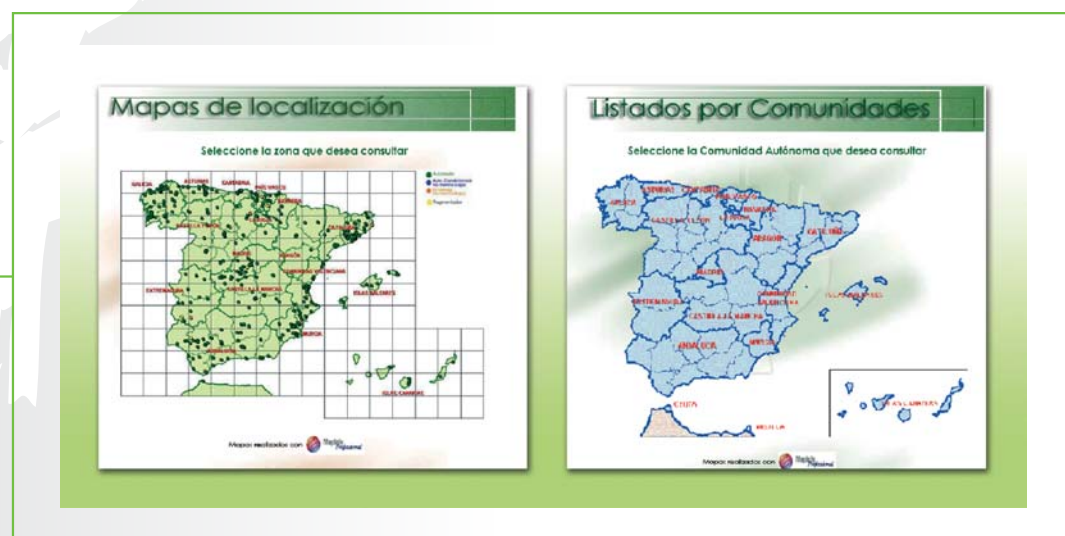 Mapas de localización
Seleccione la zona que desea consultar
GALICIA
ASTURIAS
CANTABRIA
PAIS VASCO
NAVARRA
CATALUÑA
MADRID
ARAGON
COMUNIDAD VALENCIANA
EXTREMADURA
CASTILLA LA MANCHA
ISLAS BALEARES
MURCIA
ANDALUCIA
ISLAS CANARIAS
Fragmentador
Mapas realizados con
Listados por Comunidades
Seleccione la Comunidad Autónoma que desea consultar
ASTURIAS
CANTABRIA
PAIS VASCO
GALICIA
NAVARRA
CASTILLA Y LEON
LA RIOJA
CATALUÑA
ARAGON
MADRID
EXTREMADURA
COMUNIDAD
VALENCIANA
ISLAS BALEARES
CASTILLA LA MANCHA
ANDALUCIA
MURCIA
CEUTA
MELILLA
ISLAS CANARIAS
Mapas realizados con